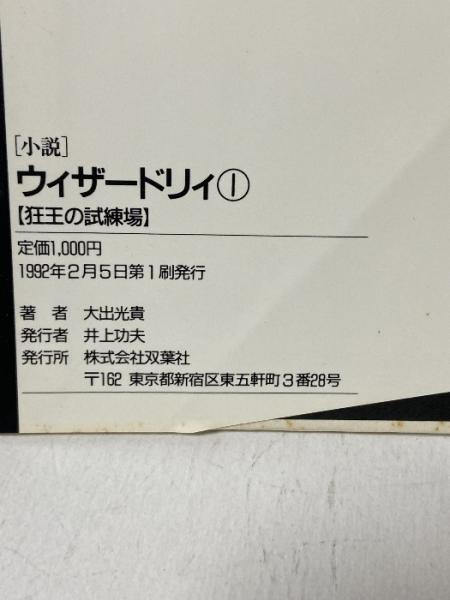 [小説]
ウィザードリィ①
【狂王の試練場】
定価1,000円
1992年2月5日第1刷発行
著 者 大出光貴
発行者 井上功夫
発行所 株式会社双葉社
〒162 東京都新宿区東五軒町3番28号